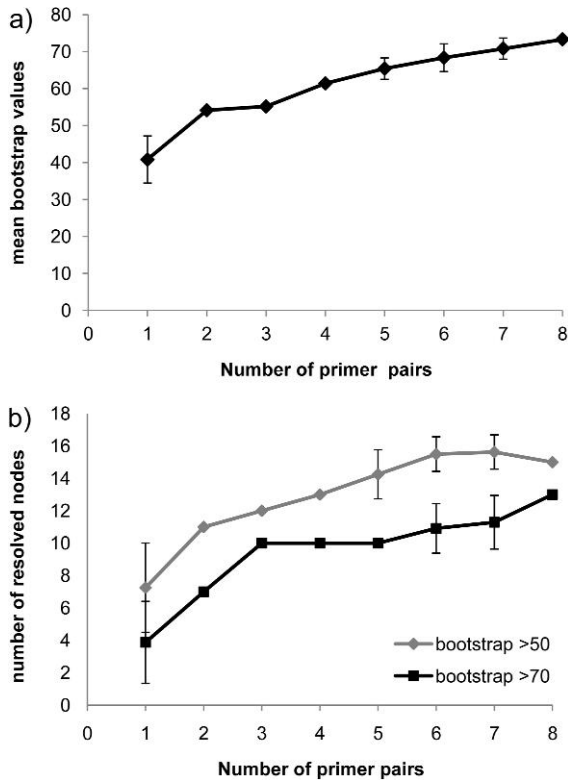 a)
80
70
60
50
40
30
20
10
0
mean bootstrap values
0 1 2 3 4 5 6 7 8
Number of primer pairs
b)
18
16
14
12
10
8
6
4
2
0
number of resolved nodes
bootstrap >50
bootstrap >70
0 1 2 3 4 5 6 7 8
Number of primer pairs